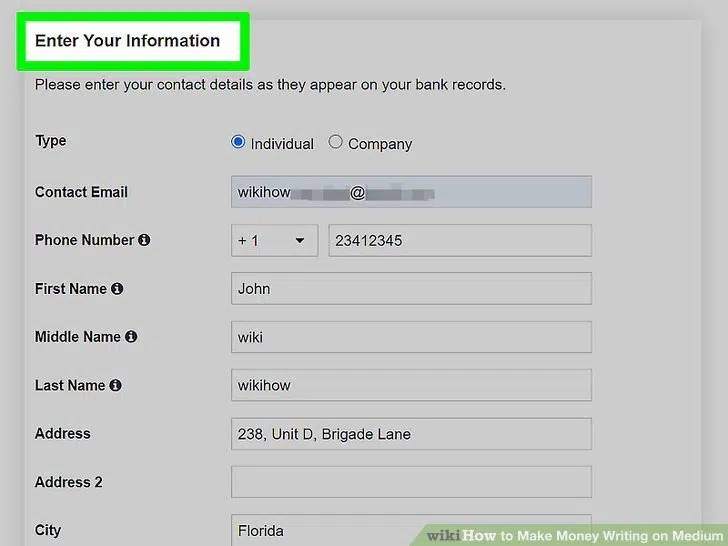 Enter Your Information
Please enter your contact details as they appear on your bank records.
Type Individual Company
Contact Email wikihow @
Phone Number + 1 23412345
First Name John
Middle Name wiki
Last Name wikihow
Address 238, Unit D, Brigade Lane
Address 2
City Florida
wikiHow to Make Money Writing on Medium